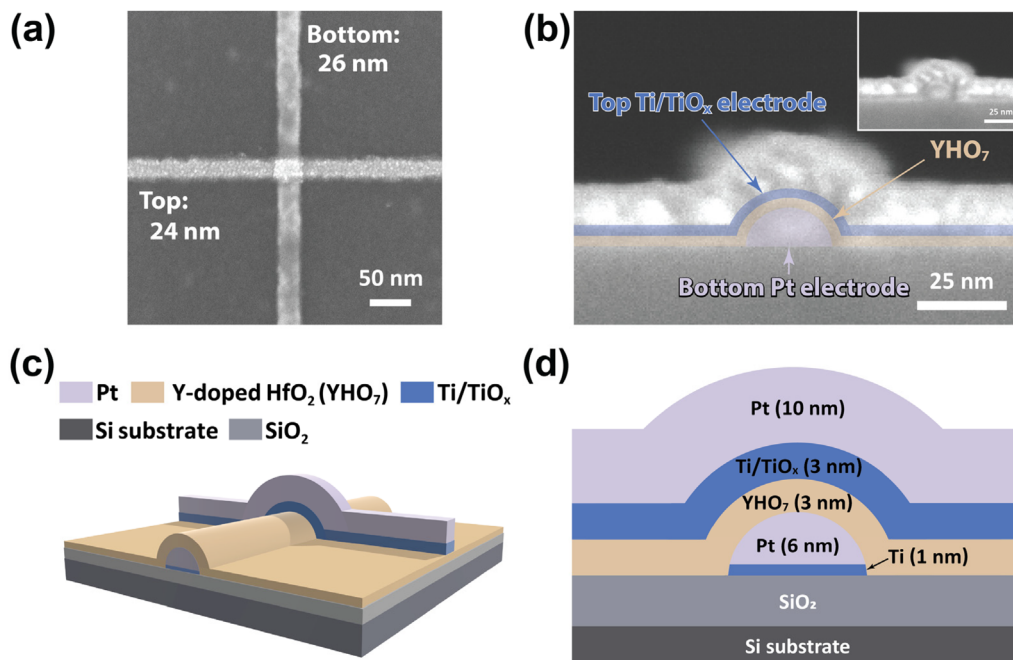 (a)
Bottom:
26 nm
Top:
24 nm
50 nm
(b)
Top Ti/TiOₓ electrode
YHO₇
Bottom Pt electrode
25 nm
25 nm
(c)
Pt
Y-doped HfO₂ (YHO₇)
Ti/TiOₓ
Si substrate
SiO₂
(d)
Pt (10 nm)
Ti/TiOₓ (3 nm)
YHO₇ (3 nm)
Pt (6 nm)
Ti (1 nm)
SiO₂
Si substrate